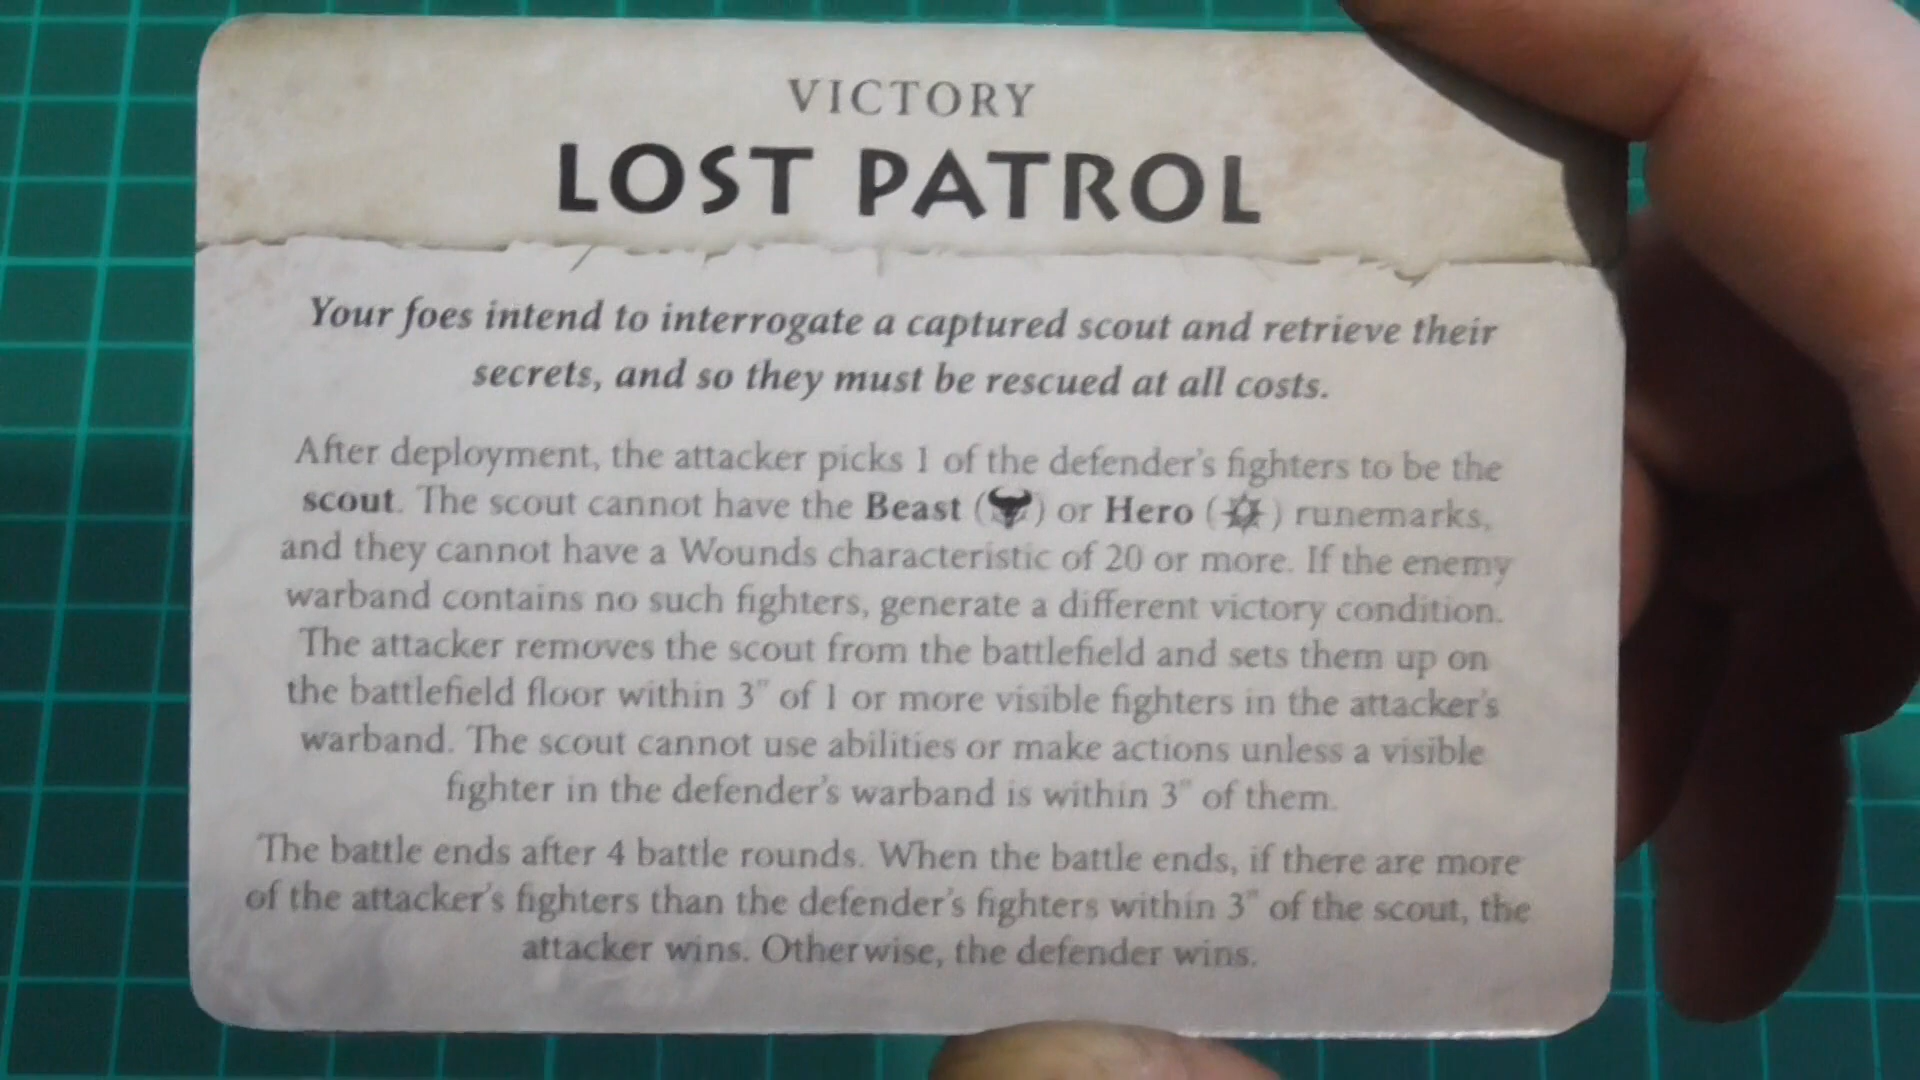 VICTORY
LOST PATROL
Your foes intend to interrogate a captured scout and retrieve their
secrets, and so they must be rescued at all costs.
After deployment, the attacker picks 1 of the defender's fighters to be the
scout. The scout cannot have the Beast () or Hero () runemarks,
and they cannot have a Wounds characteristic of 20 or more. If the enemy
warband contains no such fighters, generate a different victory condition.
The attacker removes the scout from the battlefield and sets them up on
the battlefield floor within 3" of 1 or more visible fighters in the attacker's
warband. The scout cannot use abilities or make actions unless a visible
fighter in the defender's warband is within 3" of them.
The battle ends after 4 battle rounds. When the battle ends, if there are more
of the attacker's fighters than the defender's fighters within 3" of the scout, the
attacker wins. Otherwise, the defender wins.